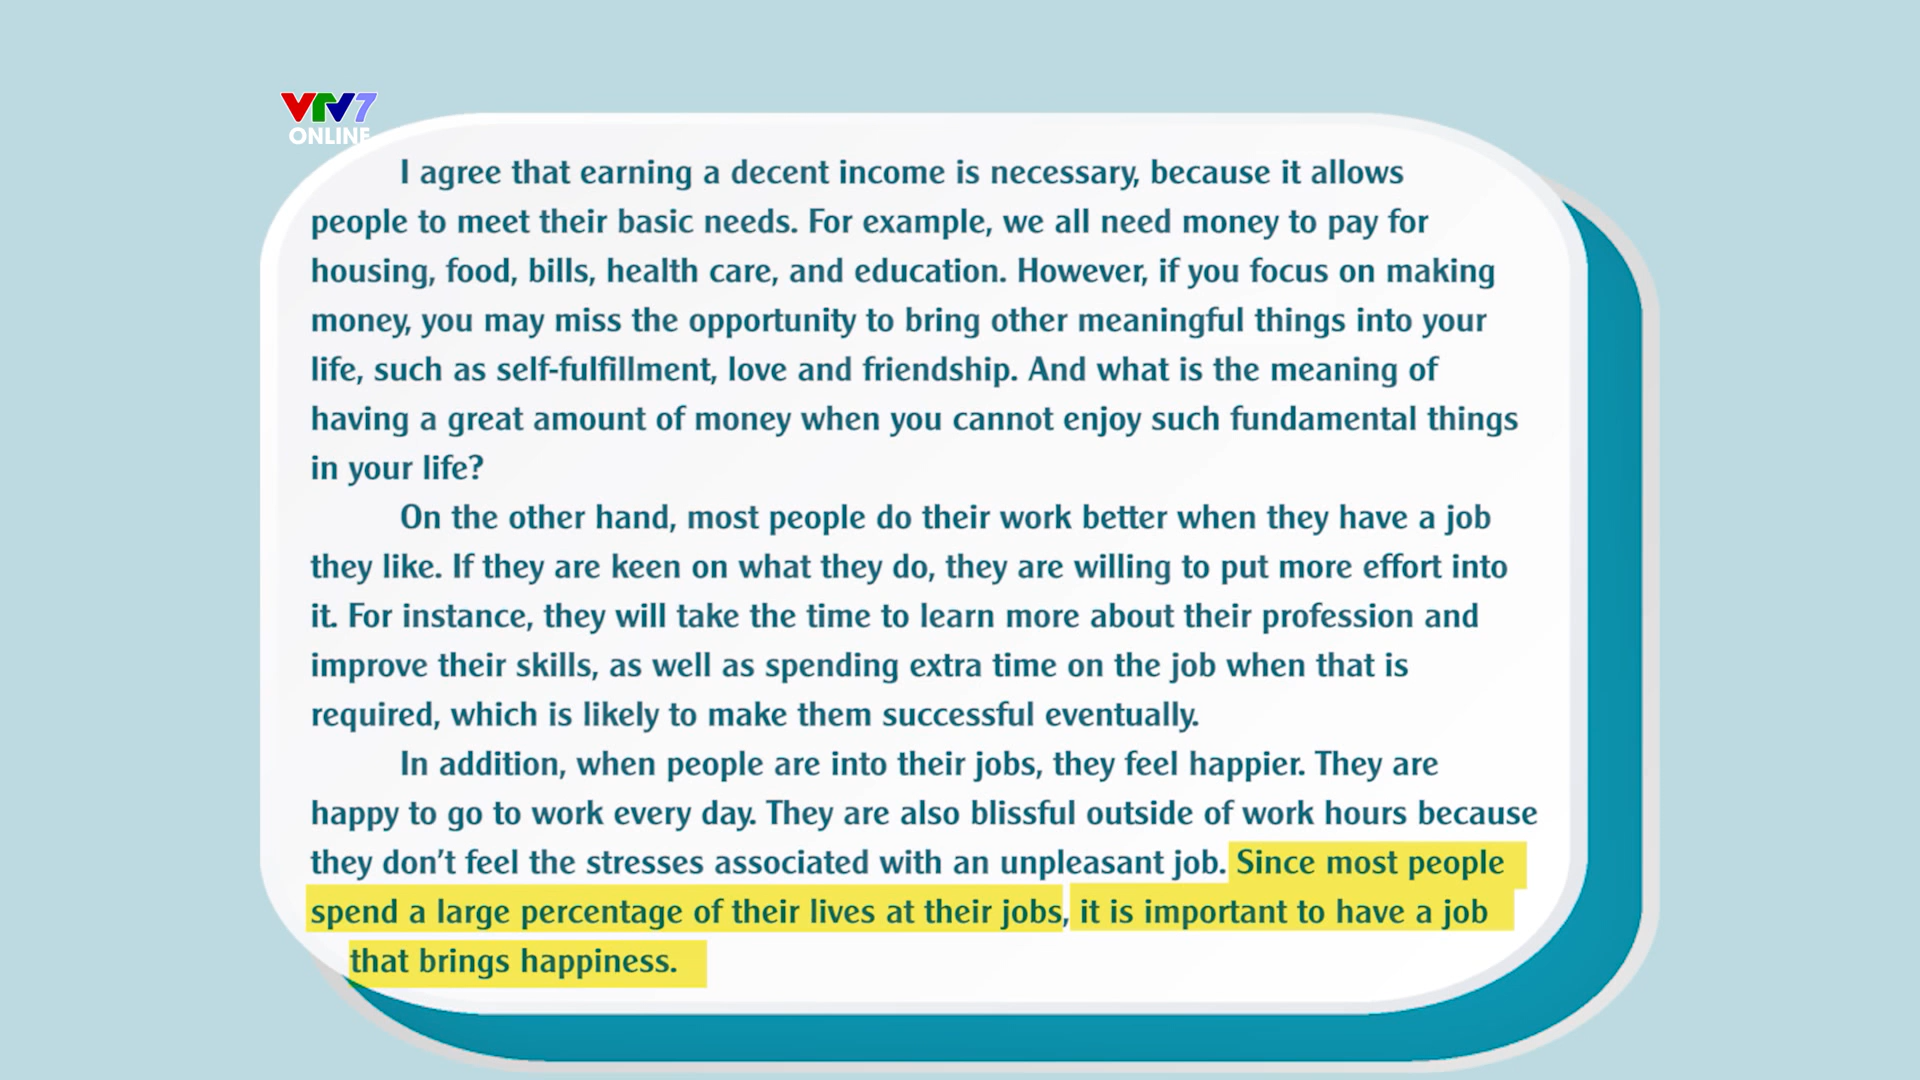 VTV7
ONLINE
I agree that earning a decent income is necessary, because it allows
people to meet their basic needs. For example, we all need money to pay for
housing, food, bills, health care, and education. However, if you focus on making
money, you may miss the opportunity to bring other meaningful things into your
life, such as self-fulfillment, love and friendship. And what is the meaning of
having a great amount of money when you cannot enjoy such fundamental things
in your life?
On the other hand, most people do their work better when they have a job
they like. If they are keen on what they do, they are willing to put more effort into
it. For instance, they will take the time to learn more about their profession and
improve their skills, as well as spending extra time on the job when that is
required, which is likely to make them successful eventually.
In addition, when people are into their jobs, they feel happier. They are
happy to go to work every day. They are also blissful outside of work hours because
they don't feel the stresses associated with an unpleasant job. Since most people
spend a large percentage of their lives at their jobs, it is important to have a job
that brings happiness.